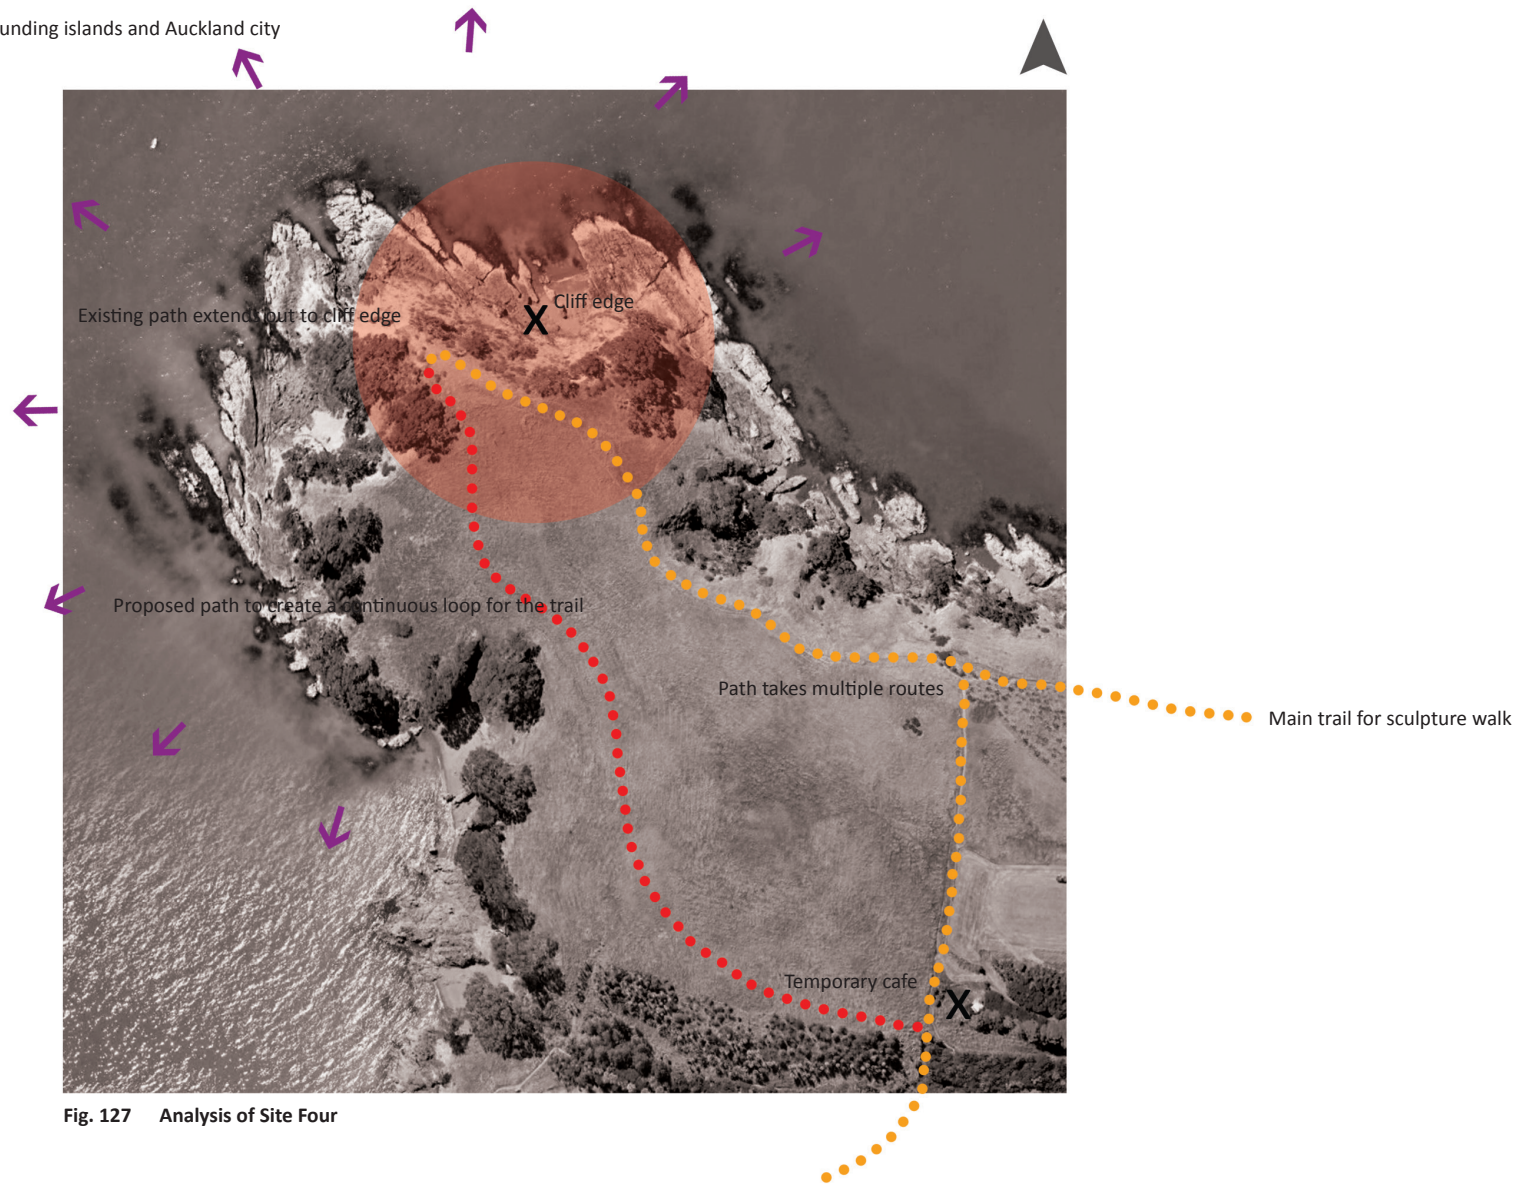 unding islands and Auckland city
Cliff edge
X
Existing path extends out to cliff edge
Proposed path to create a continuous loop for the trail
Path takes multiple routes
Main trail for sculpture walk
Temporary cafe
X
Fig. 127 Analysis of Site Four